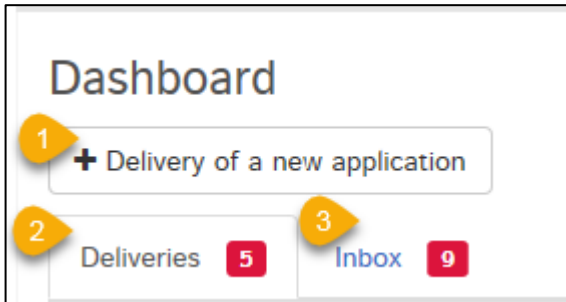 Dashboard
1
+ Delivery of a new application
2 3
Deliveries 5 Inbox 9